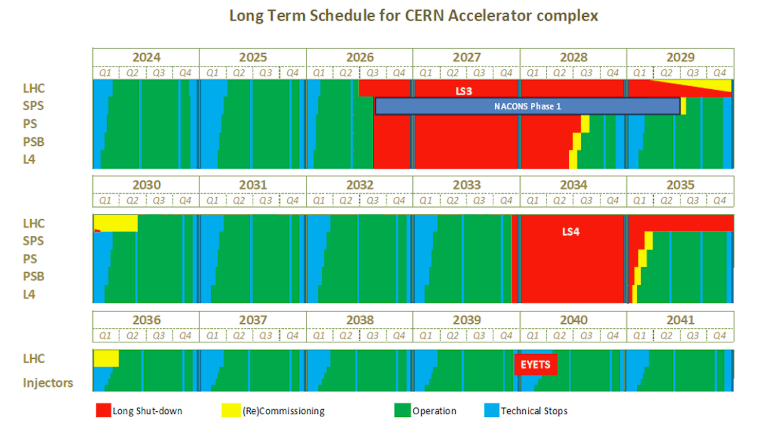 Long Term Schedule for CERN Accelerator complex
2024 2025 2026 2027 2028 2029
Q1 Q2 Q3 Q4 Q1 Q2 Q3 Q4 Q1 Q2 Q3 Q4 Q1 Q2 Q3 Q4 Q1 Q2 Q3 Q4 Q1 Q2 Q3 Q4
LHC LS3
SPS NACONS Phase 1
PS
PSB
L4
2030 2031 2032 2033 2034 2035
Q1 Q2 Q3 Q4 Q1 Q2 Q3 Q4 Q1 Q2 Q3 Q4 Q1 Q2 Q3 Q4 Q1 Q2 Q3 Q4 Q1 Q2 Q3 Q4
LHC LS4
SPS
PS
PSB
L4
2036 2037 2038 2039 2040 2041
Q1 Q2 Q3 Q4 Q1 Q2 Q3 Q4 Q1 Q2 Q3 Q4 Q1 Q2 Q3 Q4 Q1 Q2 Q3 Q4 Q1 Q2 Q3 Q4
LHC EYETS
Injectors
Long Shut-down (Re)Commissioning Operation Technical Stops